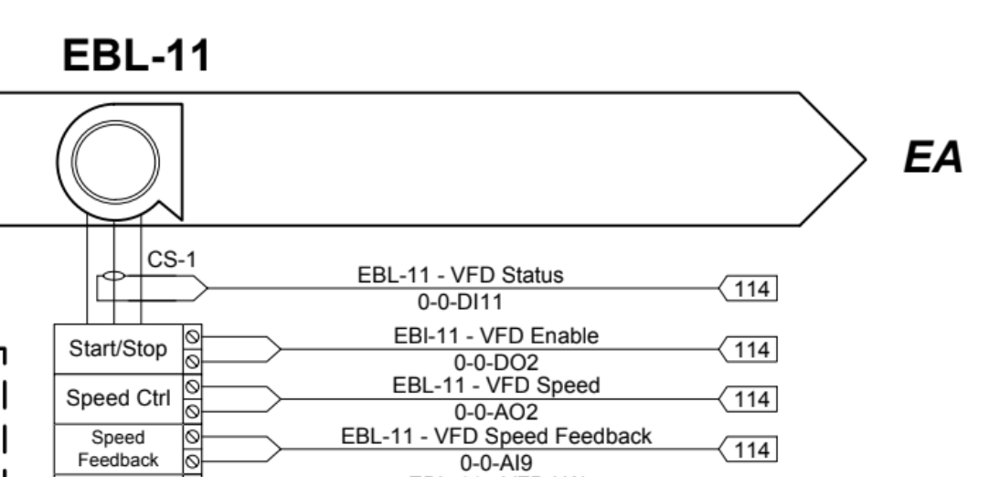 EBL-11
EA
CS-1
EBL-11 - VFD Status
114
0-0-DI11
Start/Stop
EBI-11 - VFD Enable
114
0-0-DO2
Speed Ctrl
EBL-11 - VFD Speed
114
0-0-AO2
Speed
Feedback
EBL-11 - VFD Speed Feedback
114
0-0-AI9